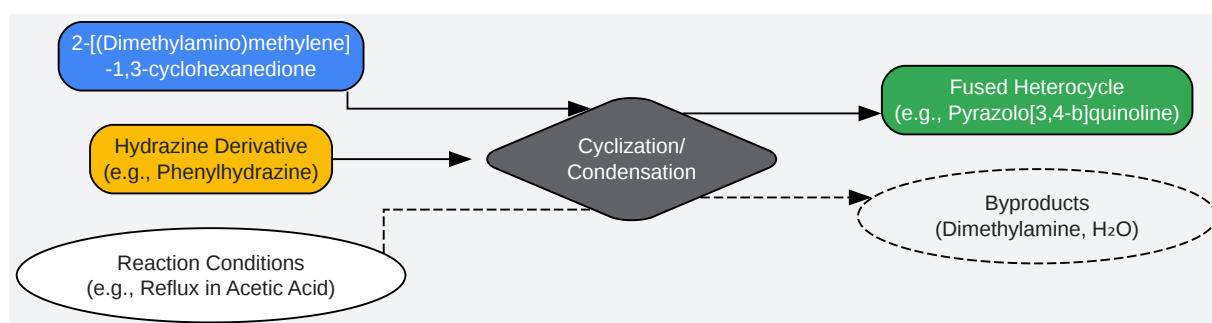 2-[(Dimethylamino)methylene]
-1,3-cyclohexanedione
Hydrazine Derivative
(e.g., Phenylhydrazine)
Reaction Conditions
(e.g., Reflux in Acetic Acid)
Cyclization/
Condensation
Fused Heterocycle
(e.g., Pyrazolo[3,4-b]quinoline)
Byproducts
(Dimethylamine, H₂O)